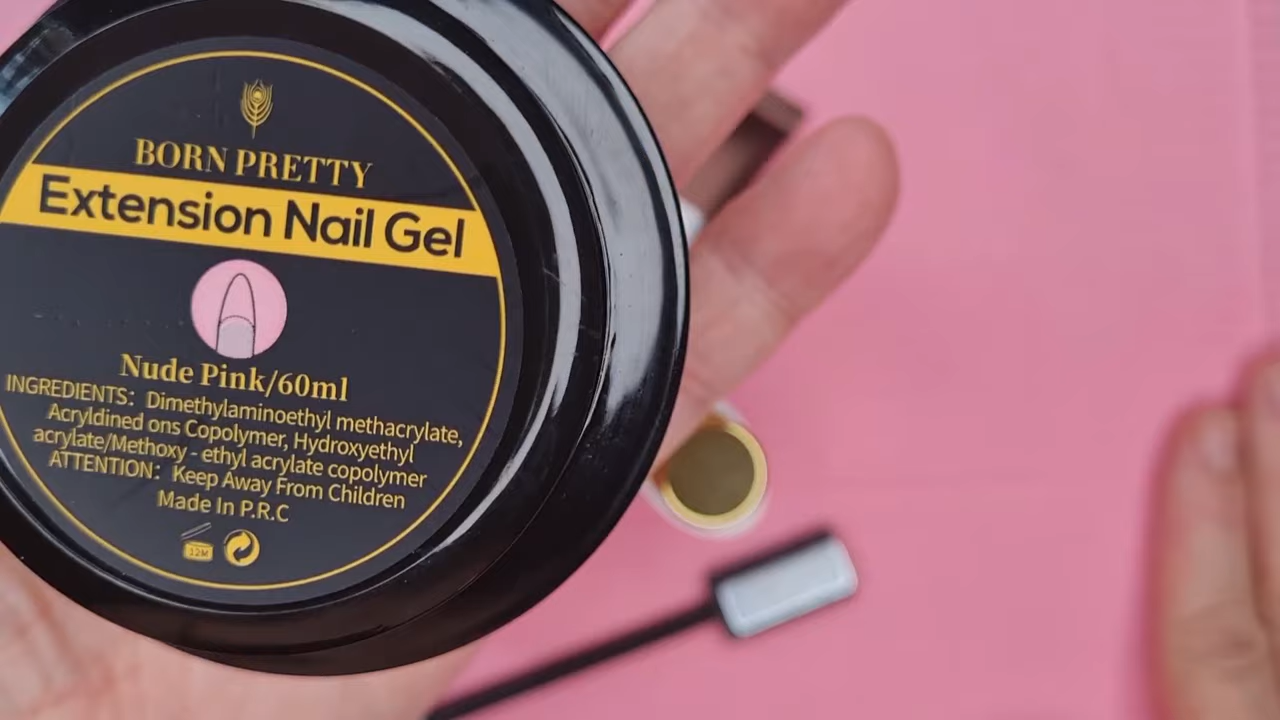 BORN PRETTY
Extension Nail Gel
Nude Pink/60ml
INGREDIENTS: Dimethylaminoethyl methacrylate,
Acryldined ons Copolymer, Hydroxyethyl
acrylate/Methoxy - ethyl acrylate copolymer
ATTENTION: Keep Away From Children
Made In P.R.C
12M